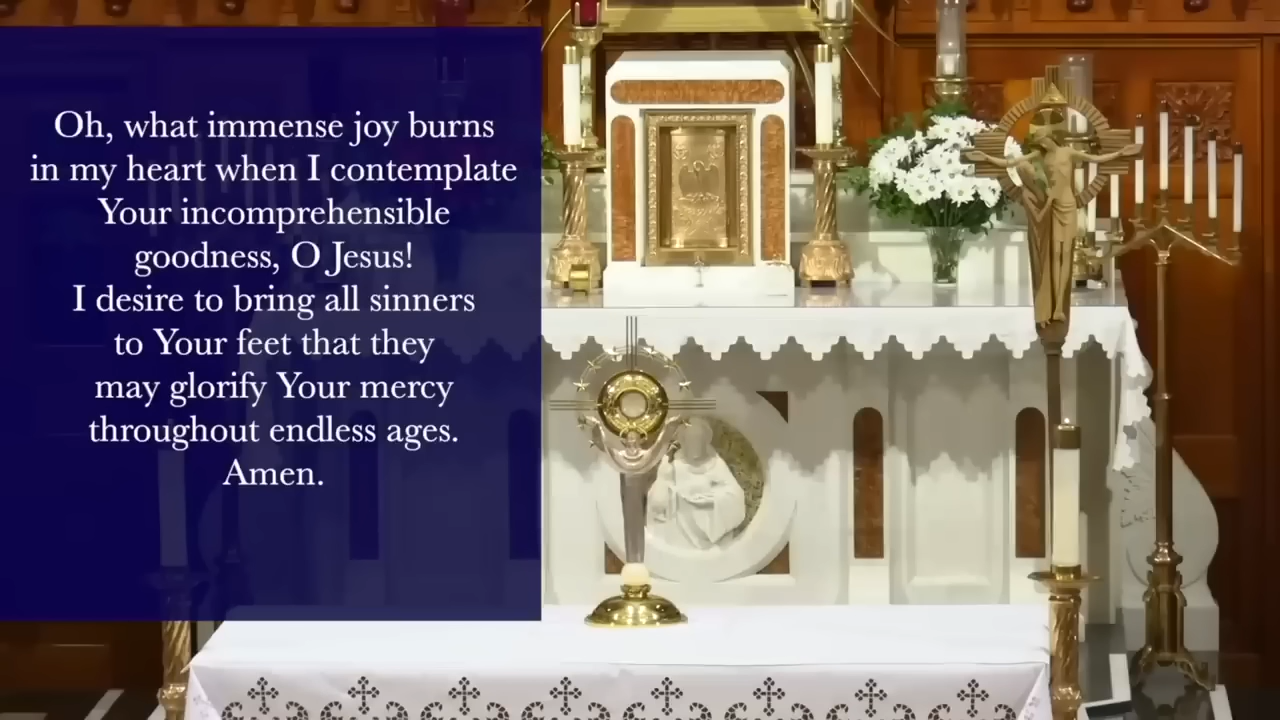 Oh, what immense joy burns
in my heart when I contemplate
Your incomprehensible
goodness, O Jesus!
I desire to bring all sinners
to Your feet that they
may glorify Your mercy
throughout endless ages.
Amen.